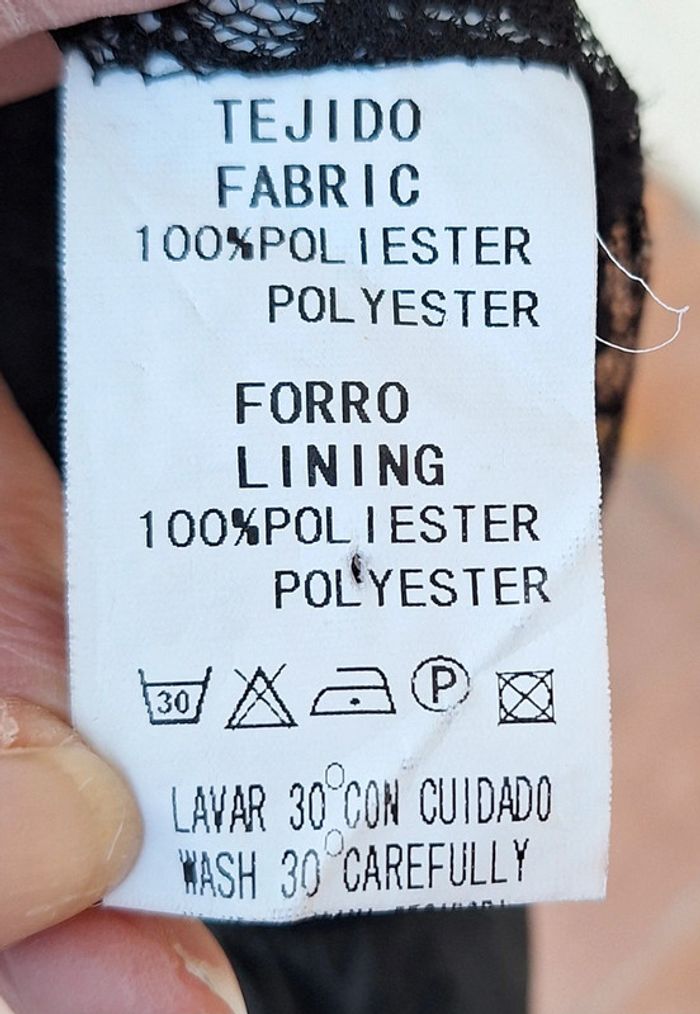 TEJIDO
FABRIC
100%POLIESTER
POLYESTER
FORRO
LINING
100%POLIESTER
POLYESTER
30 P
LAVAR 30°CON CUIDADO
WASH 30°CAREFULLY